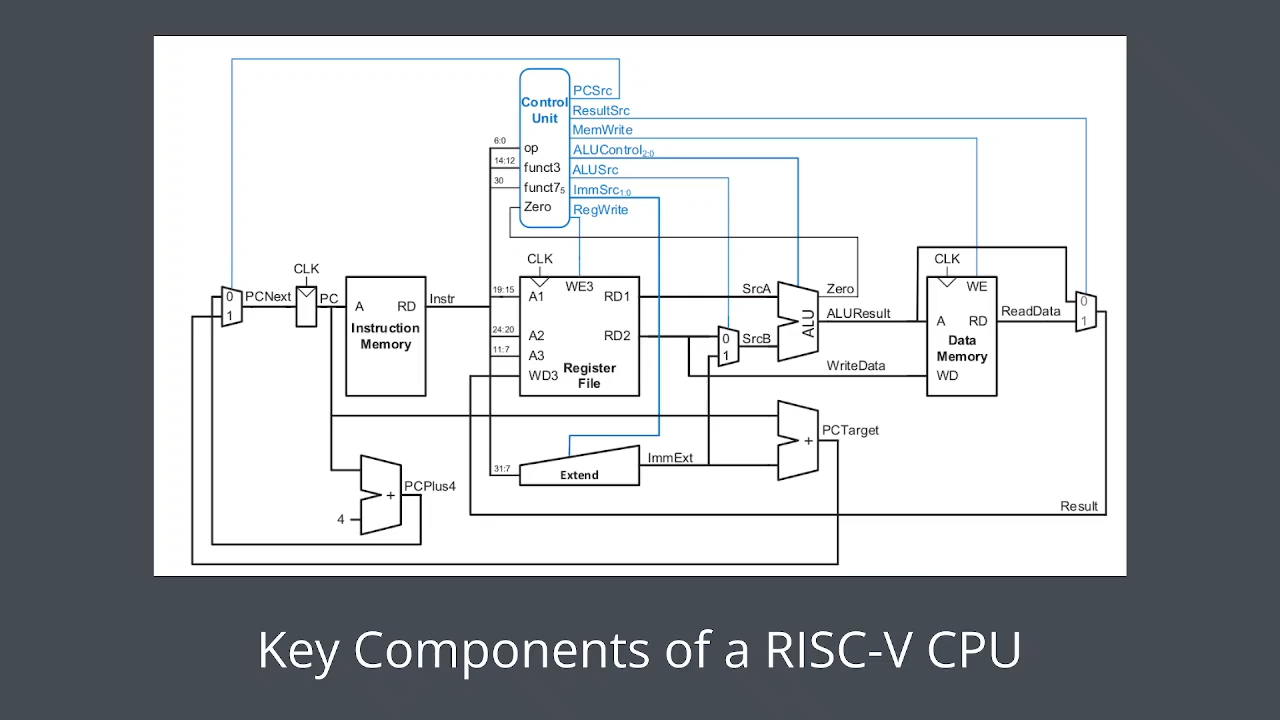 PCSrc
Control
Unit
ResultSrc
MemWrite
6:0
op
ALUControl2:0
14:12
funct3
ALUSrc
30
funct75
ImmSrc1:0
Zero
RegWrite
CLK
CLK
CLK
0
1
PCNext
PC
A
RD
Instruction
Memory
Instr
19:15
A1
WE3
RD1
24:20
A2
RD2
11:7
A3
WD3
Register
File
SrcA
0
1
SrcB
ALU
Zero
ALUResult
WriteData
WE
A
RD
Data
Memory
WD
ReadData
0
1
+
PCTarget
31:7
Extend
ImmExt
+
PCPlus4
4
Result
Key Components of a RISC-V CPU